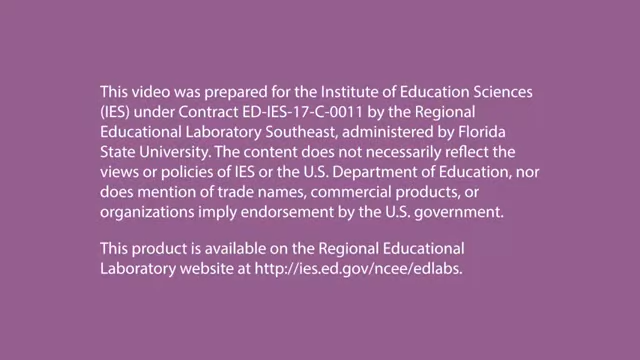 This video was prepared for the Institute of Education Sciences
(IES) under Contract ED-IES-17-C-0011 by the Regional
Educational Laboratory Southeast, administered by Florida
State University. The content does not necessarily reflect the
views or policies of IES or the U.S. Department of Education, nor
does mention of trade names, commercial products, or
organizations imply endorsement by the U.S. government.
This product is available on the Regional Educational
Laboratory website at http://ies.ed.gov/ncee/edlabs.